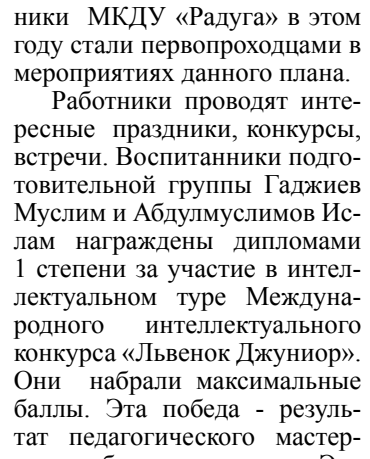 ники МКДУ «Радуга» в этом
году стали первопроходцами в
мероприятиях данного плана.
Работники проводят инте-
ресные праздники, конкурсы,
встречи. Воспитанники подго-
товительной группы Гаджиев
Муслим и Абдулмуслимов Ис-
лам награждены дипломами
1 степени за участие в интел-
лектуальном туре Междуна-
родного интеллектуального
конкурса «Львенок Джуниор».
Они набрали максимальные
баллы. Эта победа - резуль-
тат педагогического мастер-